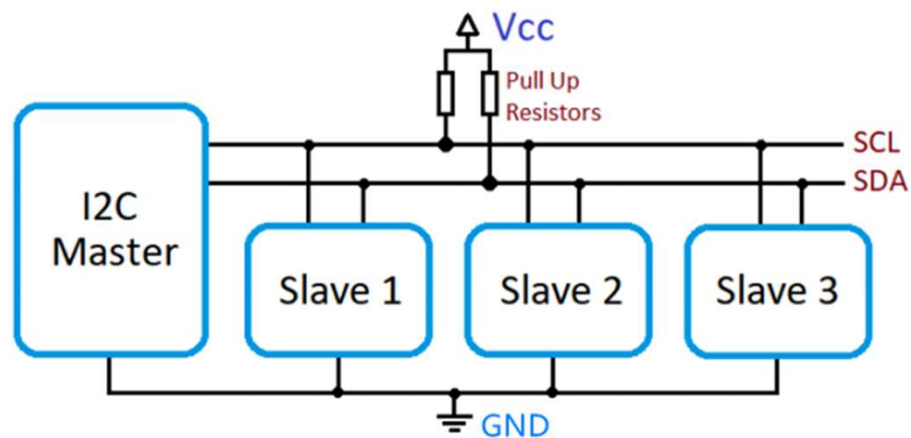 Vcc
Pull Up
Resistors
SCL
SDA
I2C
Master
Slave 1
Slave 2
Slave 3
GND